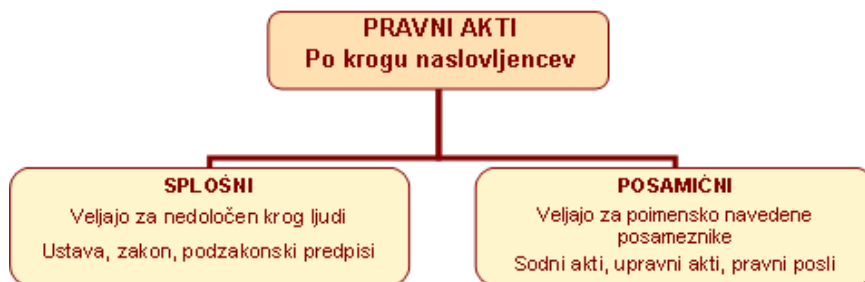 PRAVNI AKTI
Po krogu naslovljencev
SPLOŠNI
Veljajo za nedoločen krog ljudi
Ustava, zakon, podzakonski predpisi
POSAMIČNI
Veljajo za poimensko navedene
posameznike
Sodni akti, upravni akti, pravni posli